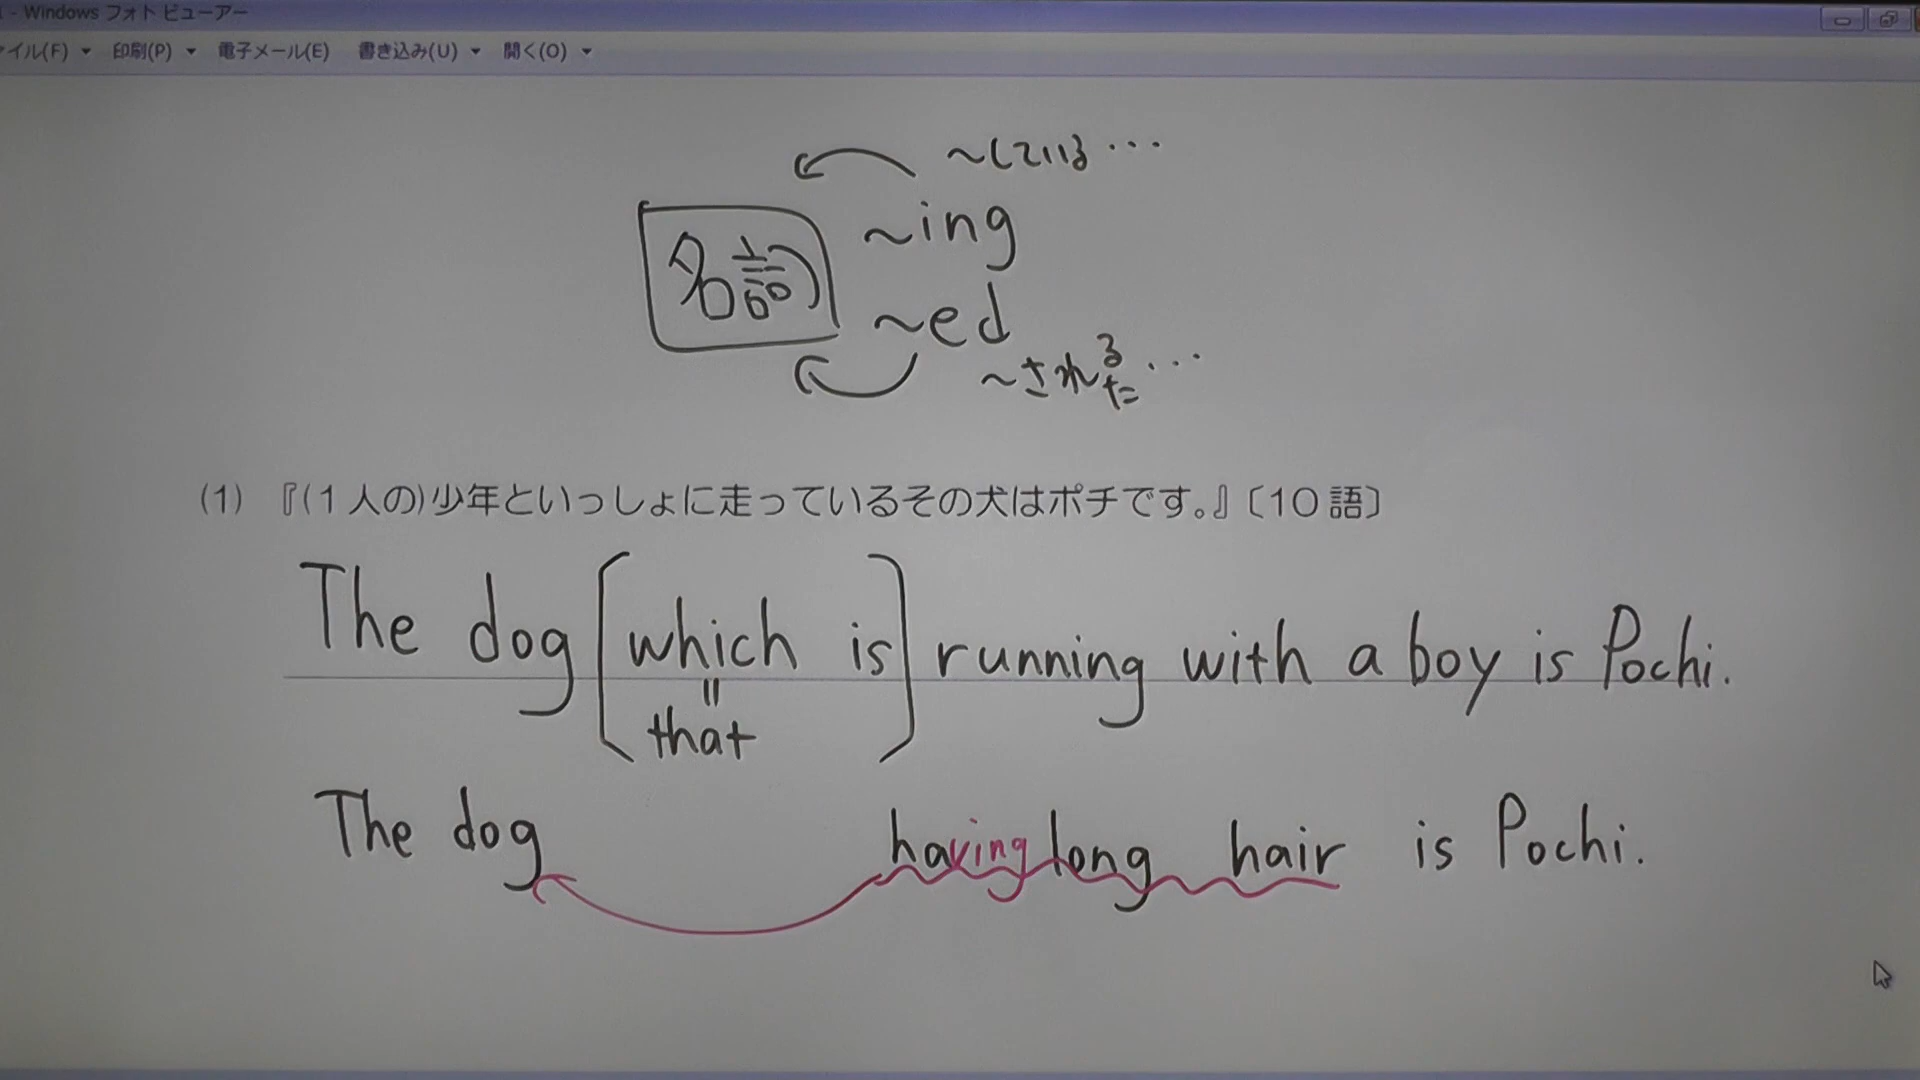 - Windows フォト ビューアー
イル(F) 印刷(P) 電子メール(E) 書き込み(U) 開く(O)
~している…
名詞 ~ing
~ed
~される…
た
(1) 『(1人の)少年といっしょに走っているその犬はポチです。』〔10語〕
The dog [which is] running with a boy is Pochi.
=
that
The dog having long hair is Pochi.